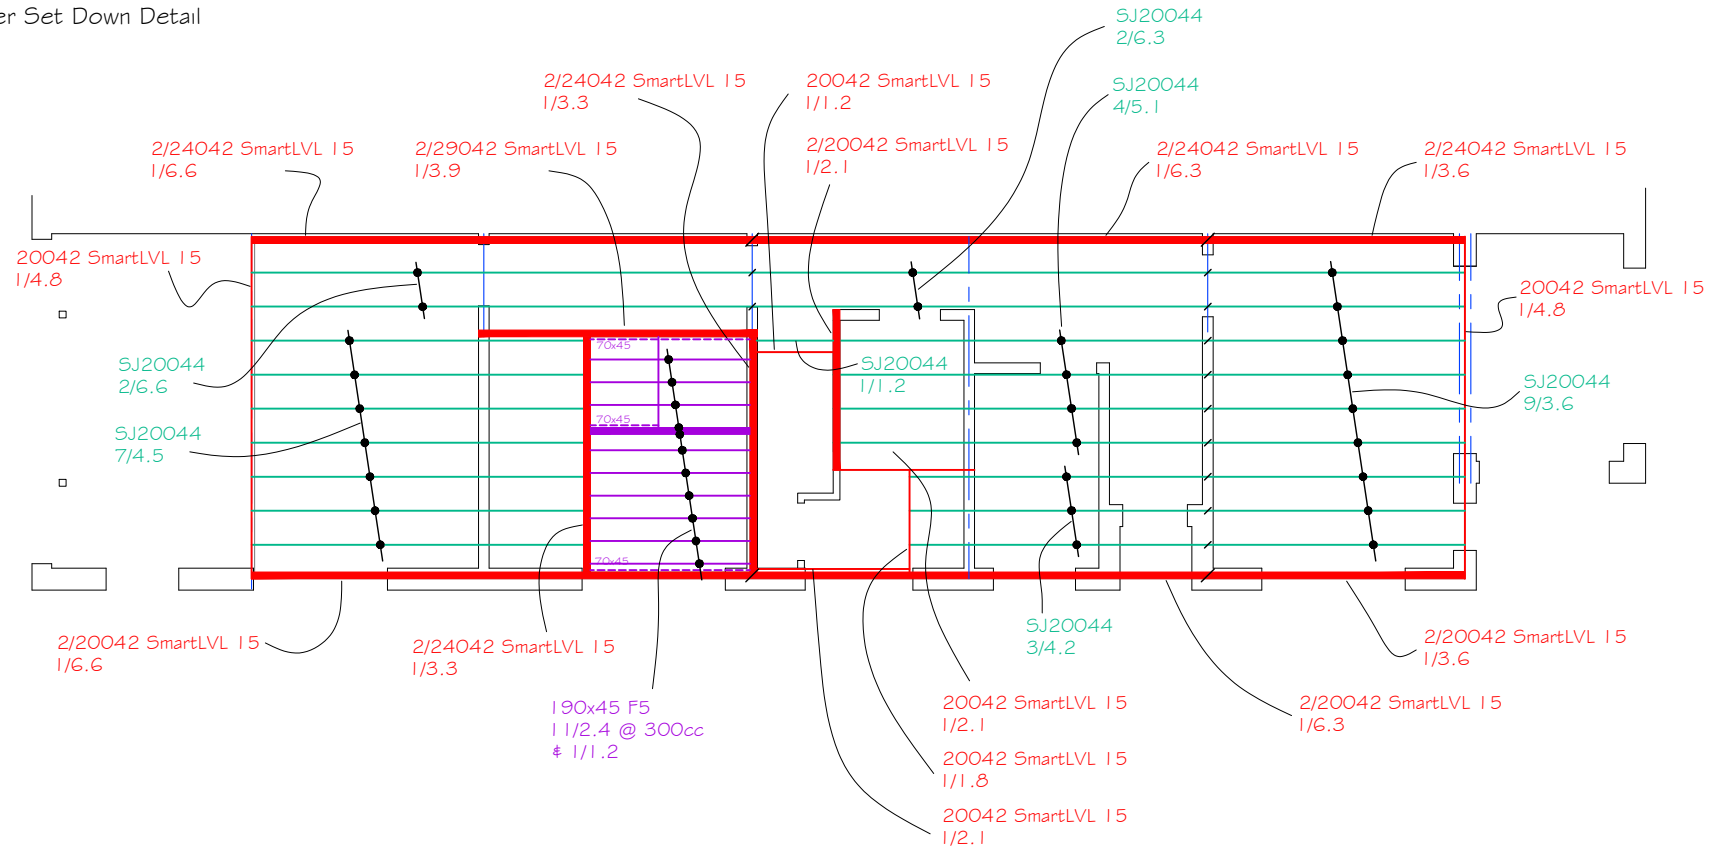 er Set Down Detail
SJ20044
2/6.3
2/24042 SmartLVL 15
1/3.3
20042 SmartLVL 15
1/1.2
SJ20044
4/5.1
2/24042 SmartLVL 15
1/6.6
2/29042 SmartLVL 15
1/3.9
2/20042 SmartLVL 15
1/2.1
2/24042 SmartLVL 15
1/6.3
2/24042 SmartLVL 15
1/3.6
20042 SmartLVL 15
1/4.8
20042 SmartLVL 15
1/4.8
70x45
SJ20044
2/6.6
SJ20044
1/1.2
SJ20044
9/3.6
70x45
SJ20044
7/4.5
70x45
2/20042 SmartLVL 15
1/6.6
2/24042 SmartLVL 15
1/3.3
SJ20044
3/4.2
2/20042 SmartLVL 15
1/3.6
190x45 F5
11/2.4 @ 300cc
& 1/1.2
20042 SmartLVL 15
1/2.1
2/20042 SmartLVL 15
1/6.3
20042 SmartLVL 15
1/1.8
20042 SmartLVL 15
1/2.1